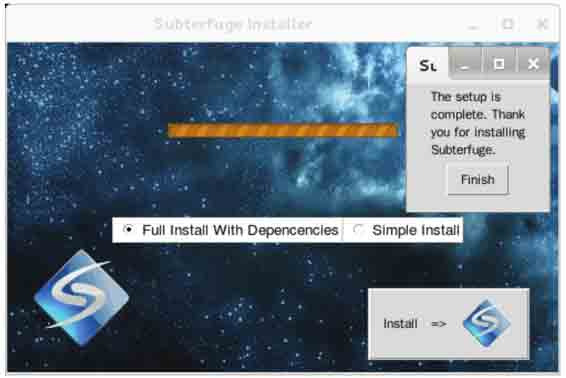 Subterfuge Installer
Su
The setup is
complete. Thank
you for installing
Subterfuge.
Finish
Full Install With Depencencies
Simple Install
Install =>